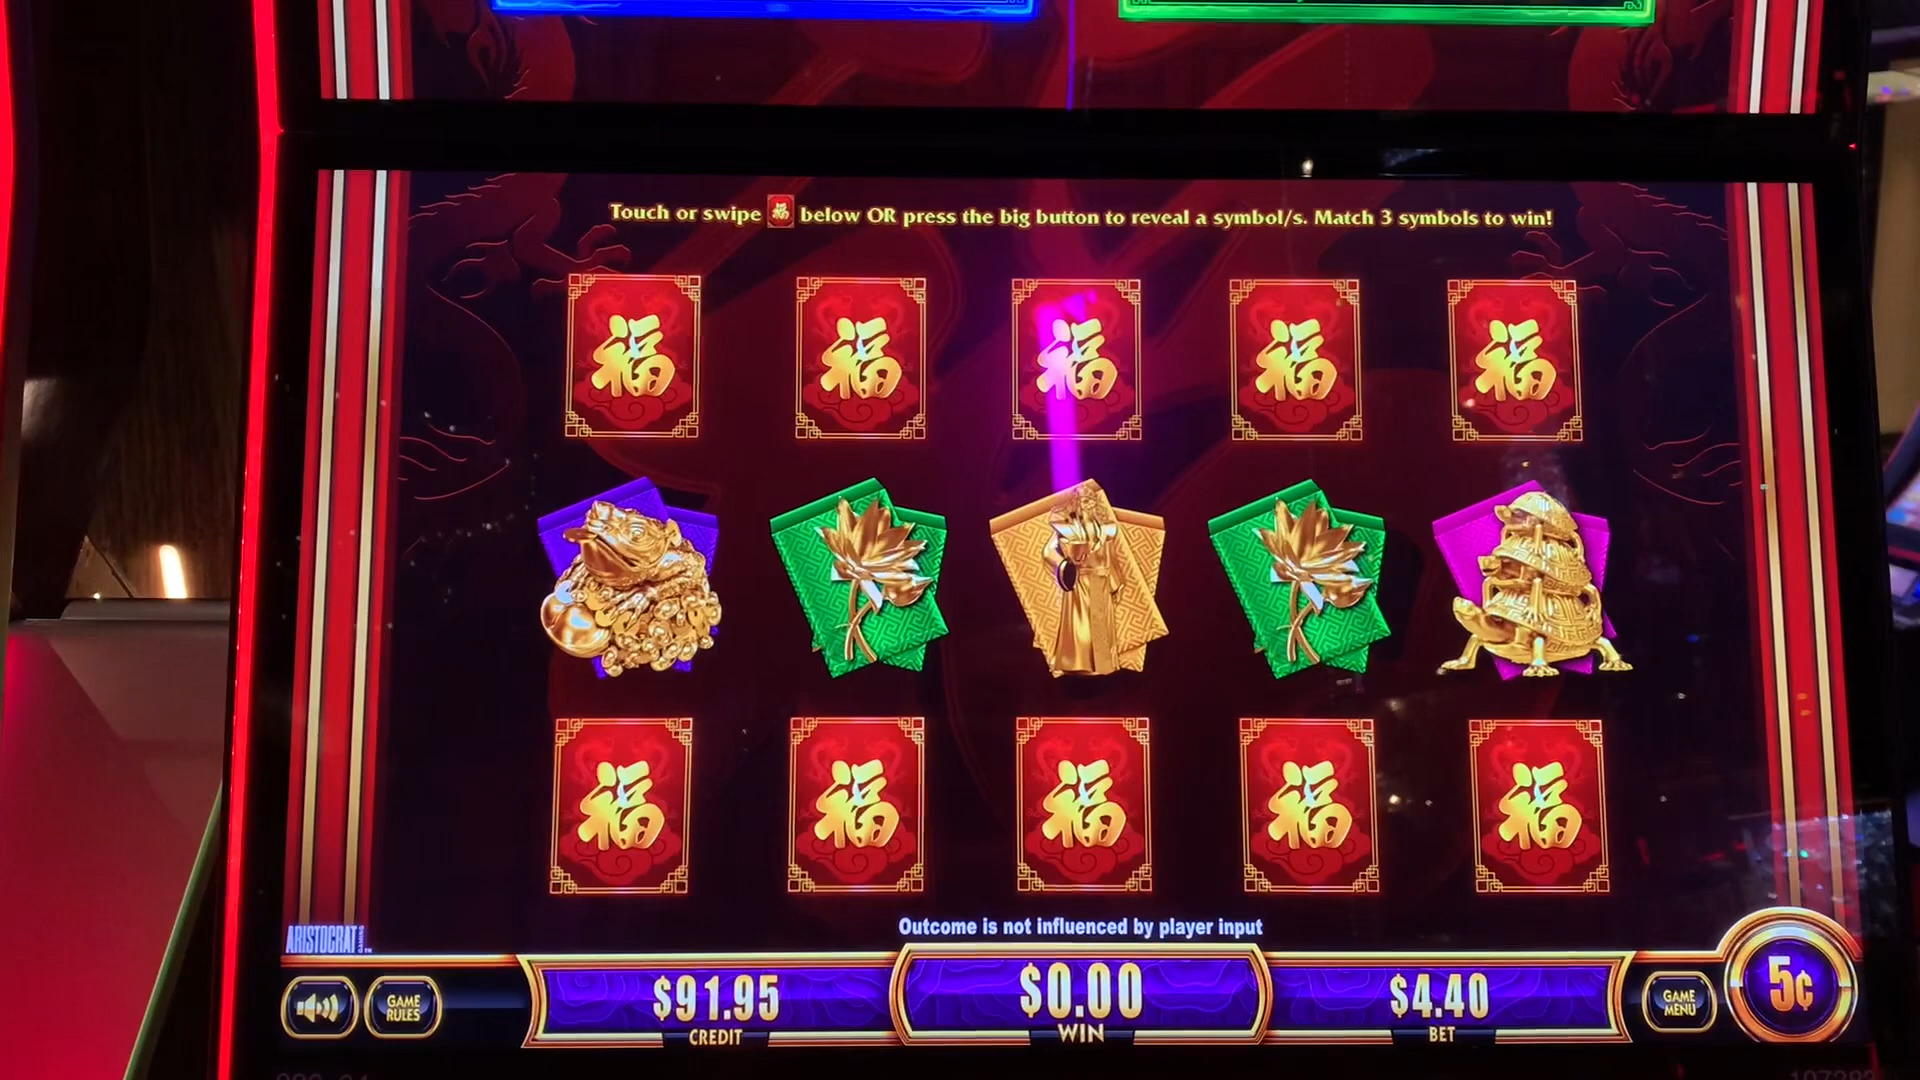 Touch or swipe 福 below OR press the big button to reveal a symbol/s. Match 3 symbols to win!
福 福 福 福 福
福 福 福 福 福
Outcome is not influenced by player input
ARISTOCRAT GAMING™
GAME RULES
$91.95
CREDIT
$0.00
WIN
$4.40
BET
GAME MENU
5¢